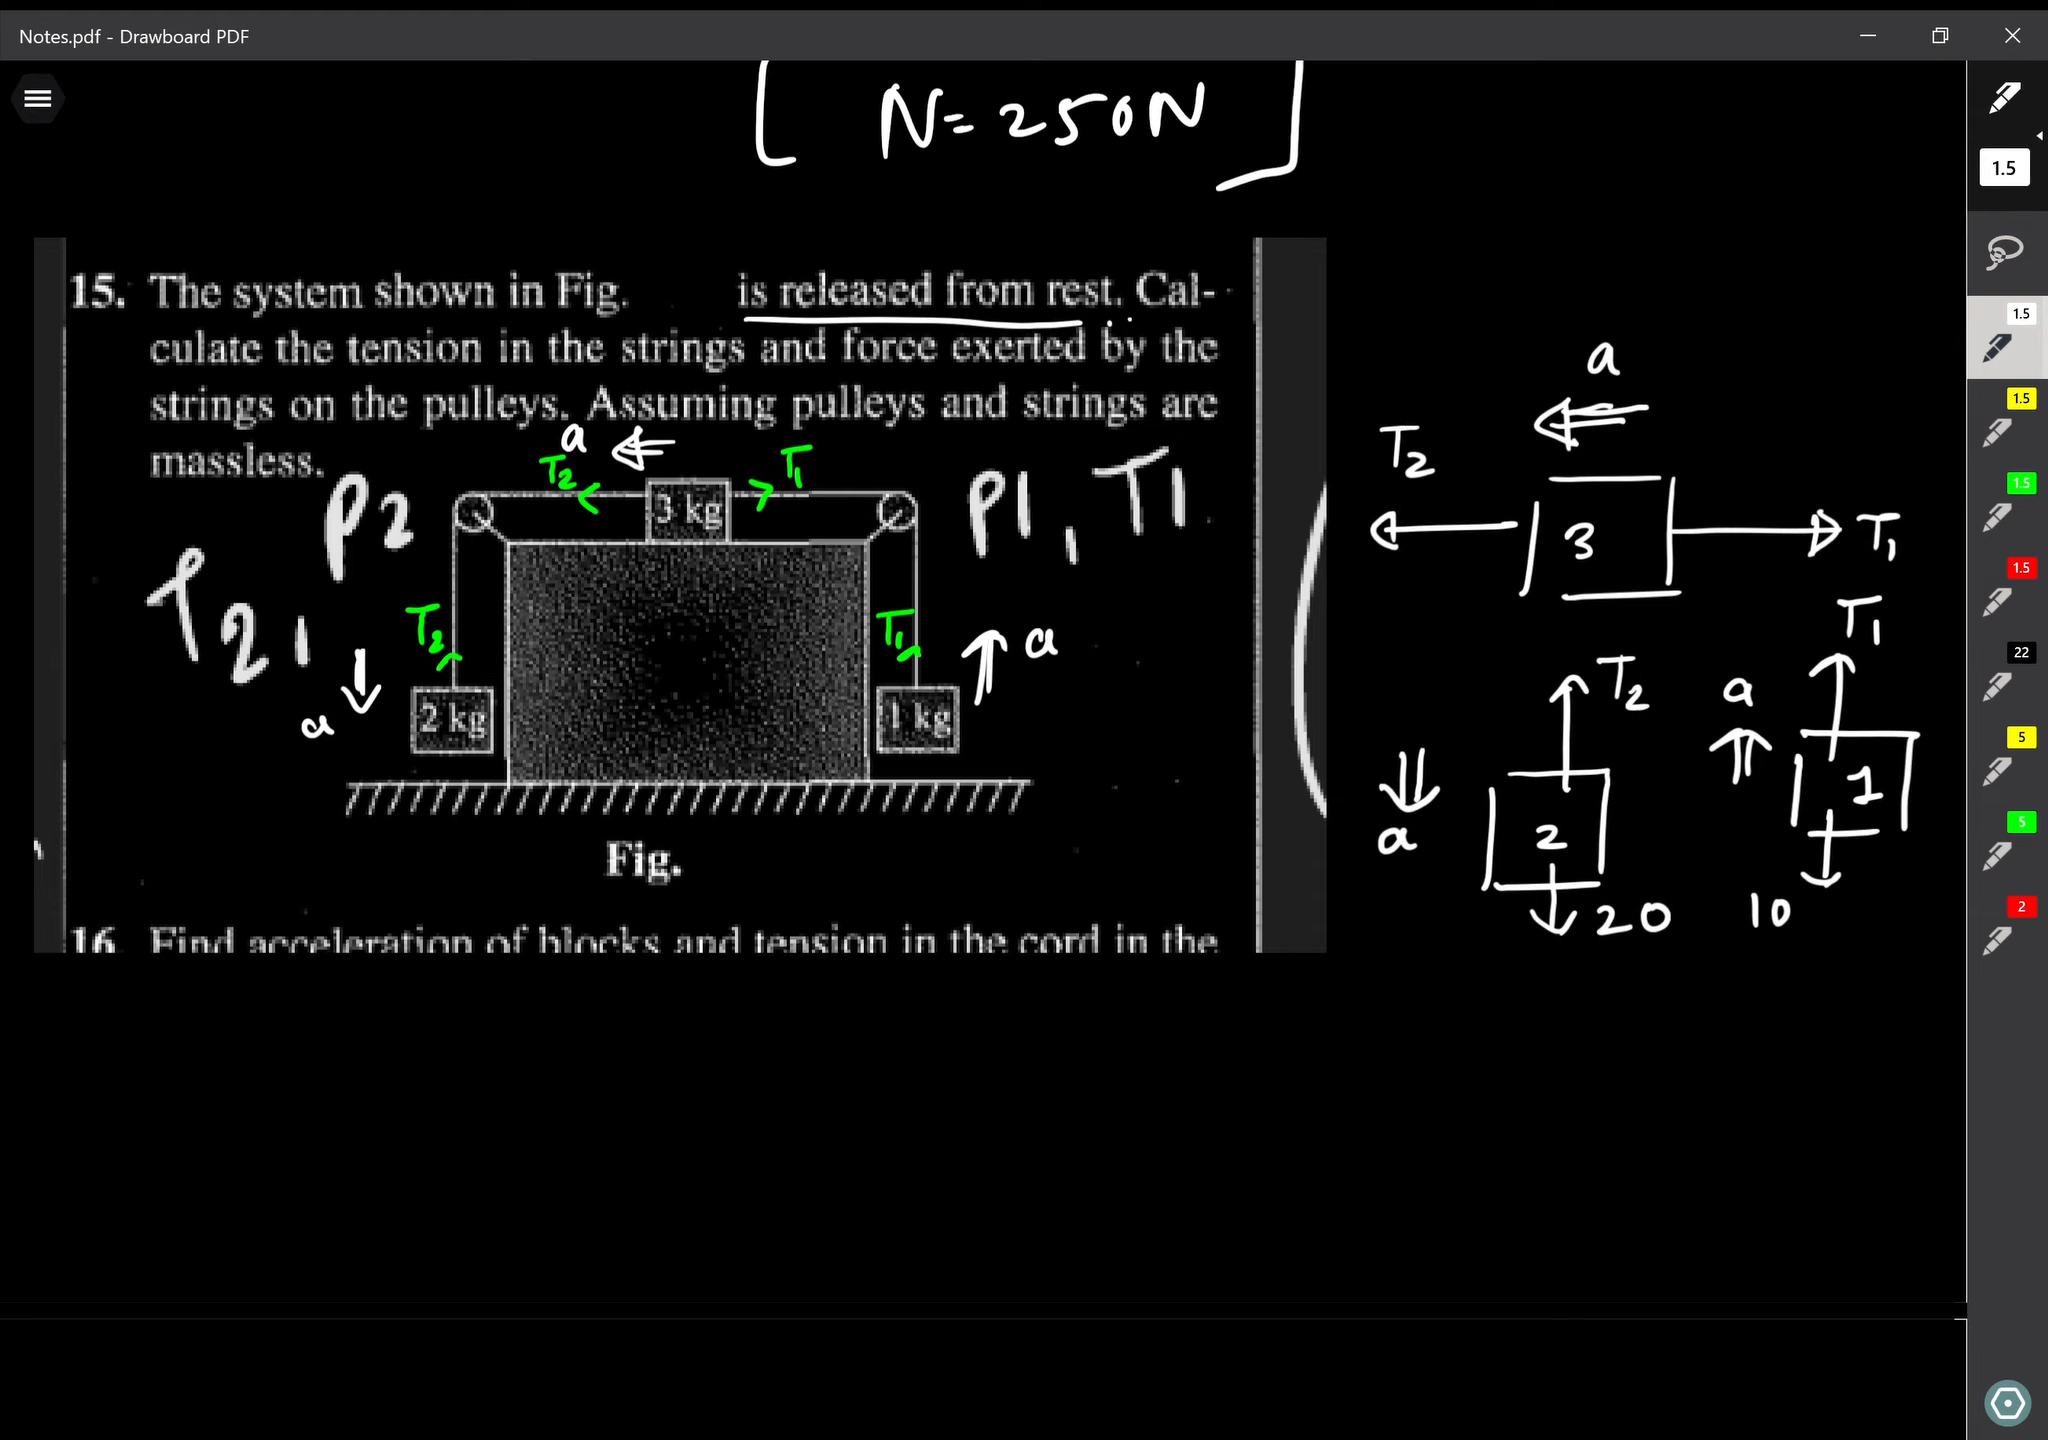 Notes.pdf - Drawboard PDF
N = 250N
1.5
15. The system shown in Fig. is released from rest. Cal-
culate the tension in the strings and force exerted by the
strings on the pulleys. Assuming pulleys and strings are
massless.
a
T2
T1
P2
3 kg
P1, T1
T2,
T2
T1
a
a
2 kg
1 kg
Fig.
16. Find acceleration of blocks and tension in the cord in the
a
T2
3
T1
T1
T2
a
a
2
1
20
10
1.5
1.5
1.5
1.5
22
5
5
2